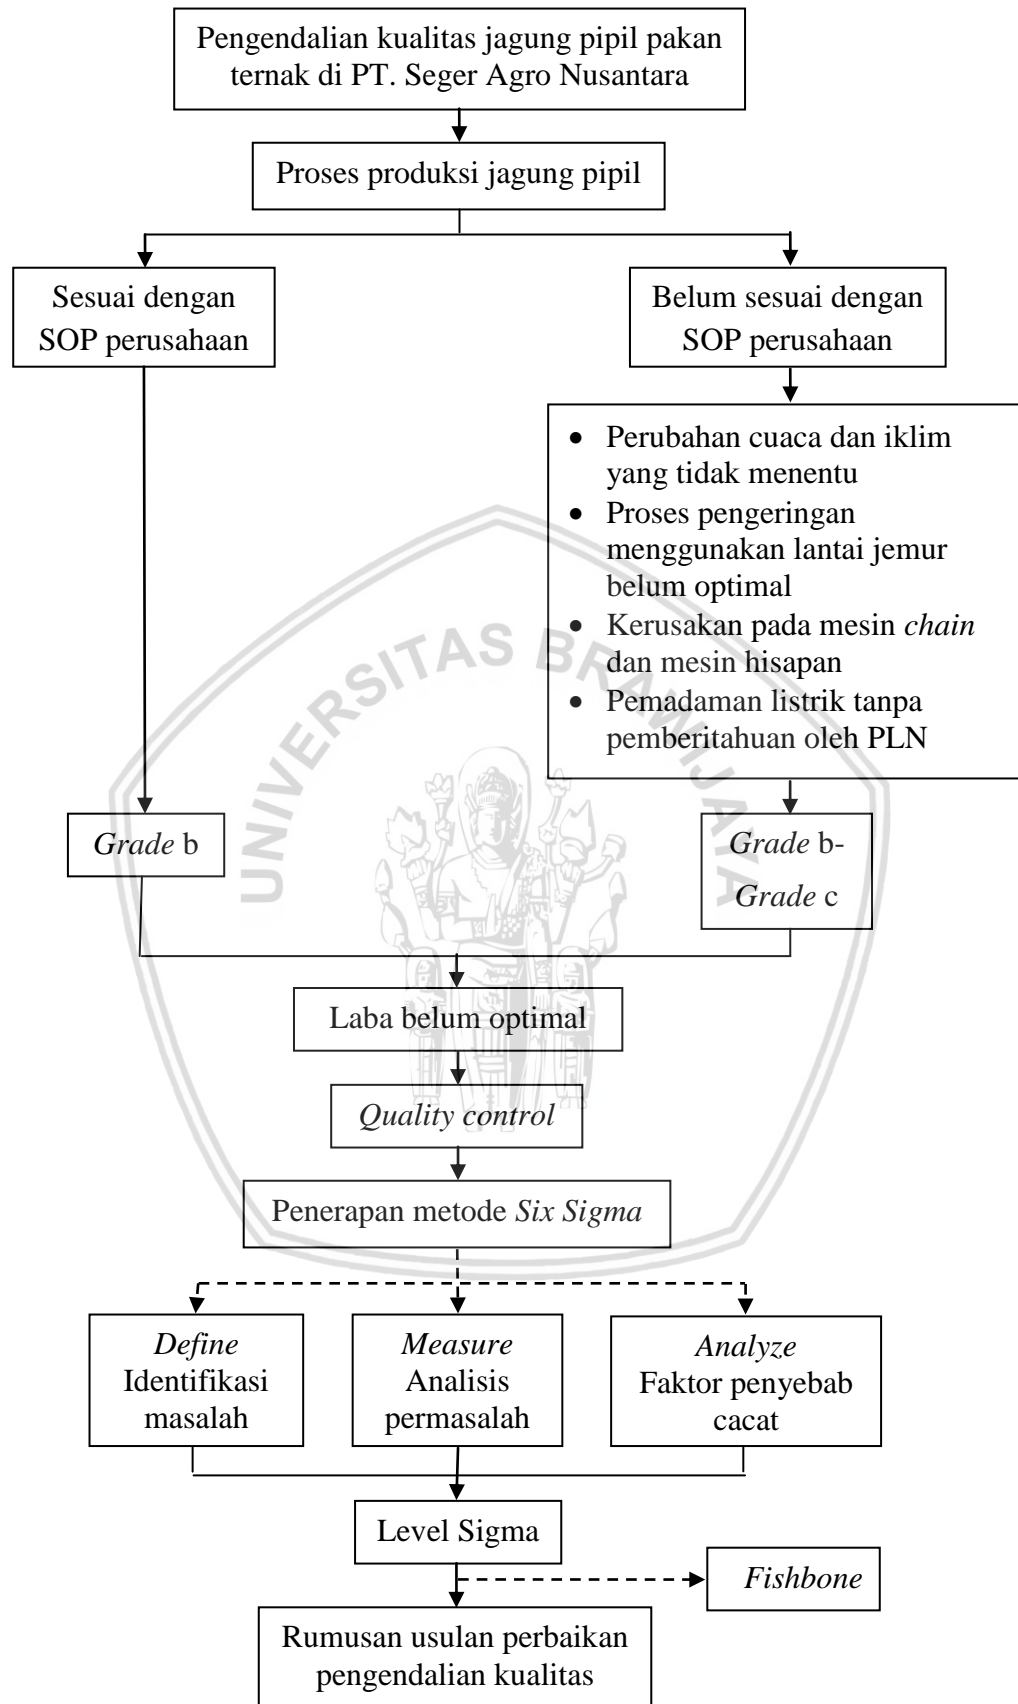 Pengendalian kualitas jagung pipil pakan
ternak di PT. Seger Agro Nusantara
Proses produksi jagung pipil
Sesuai dengan
SOP perusahaan
Belum sesuai dengan
SOP perusahaan
• Perubahan cuaca dan iklim
yang tidak menentu
• Proses pengeringan
menggunakan lantai jemur
belum optimal
• Kerusakan pada mesin chain
dan mesin hisapan
• Pemadaman listrik tanpa
pemberitahuan oleh PLN
UNIVERSITAS BRAWIJAYA
Grade b
Grade b-
Grade c
Laba belum optimal
Quality control
Penerapan metode Six Sigma
Define
Identifikasi
masalah
Measure
Analisis
permasalah
Analyze
Faktor penyebab
cacat
Level Sigma
Fishbone
Rumusan usulan perbaikan
pengendalian kualitas